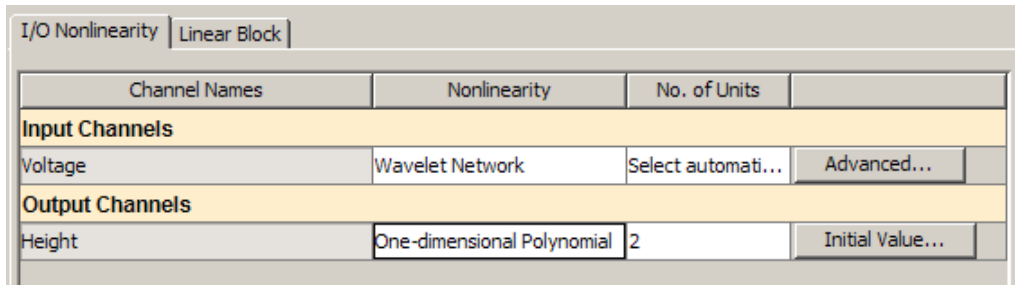 I/O Nonlinearity Linear Block
Channel Names Nonlinearity No. of Units
Input Channels
Voltage Wavelet Network Select automati... Advanced...
Output Channels
Height One-dimensional Polynomial 2 Initial Value...